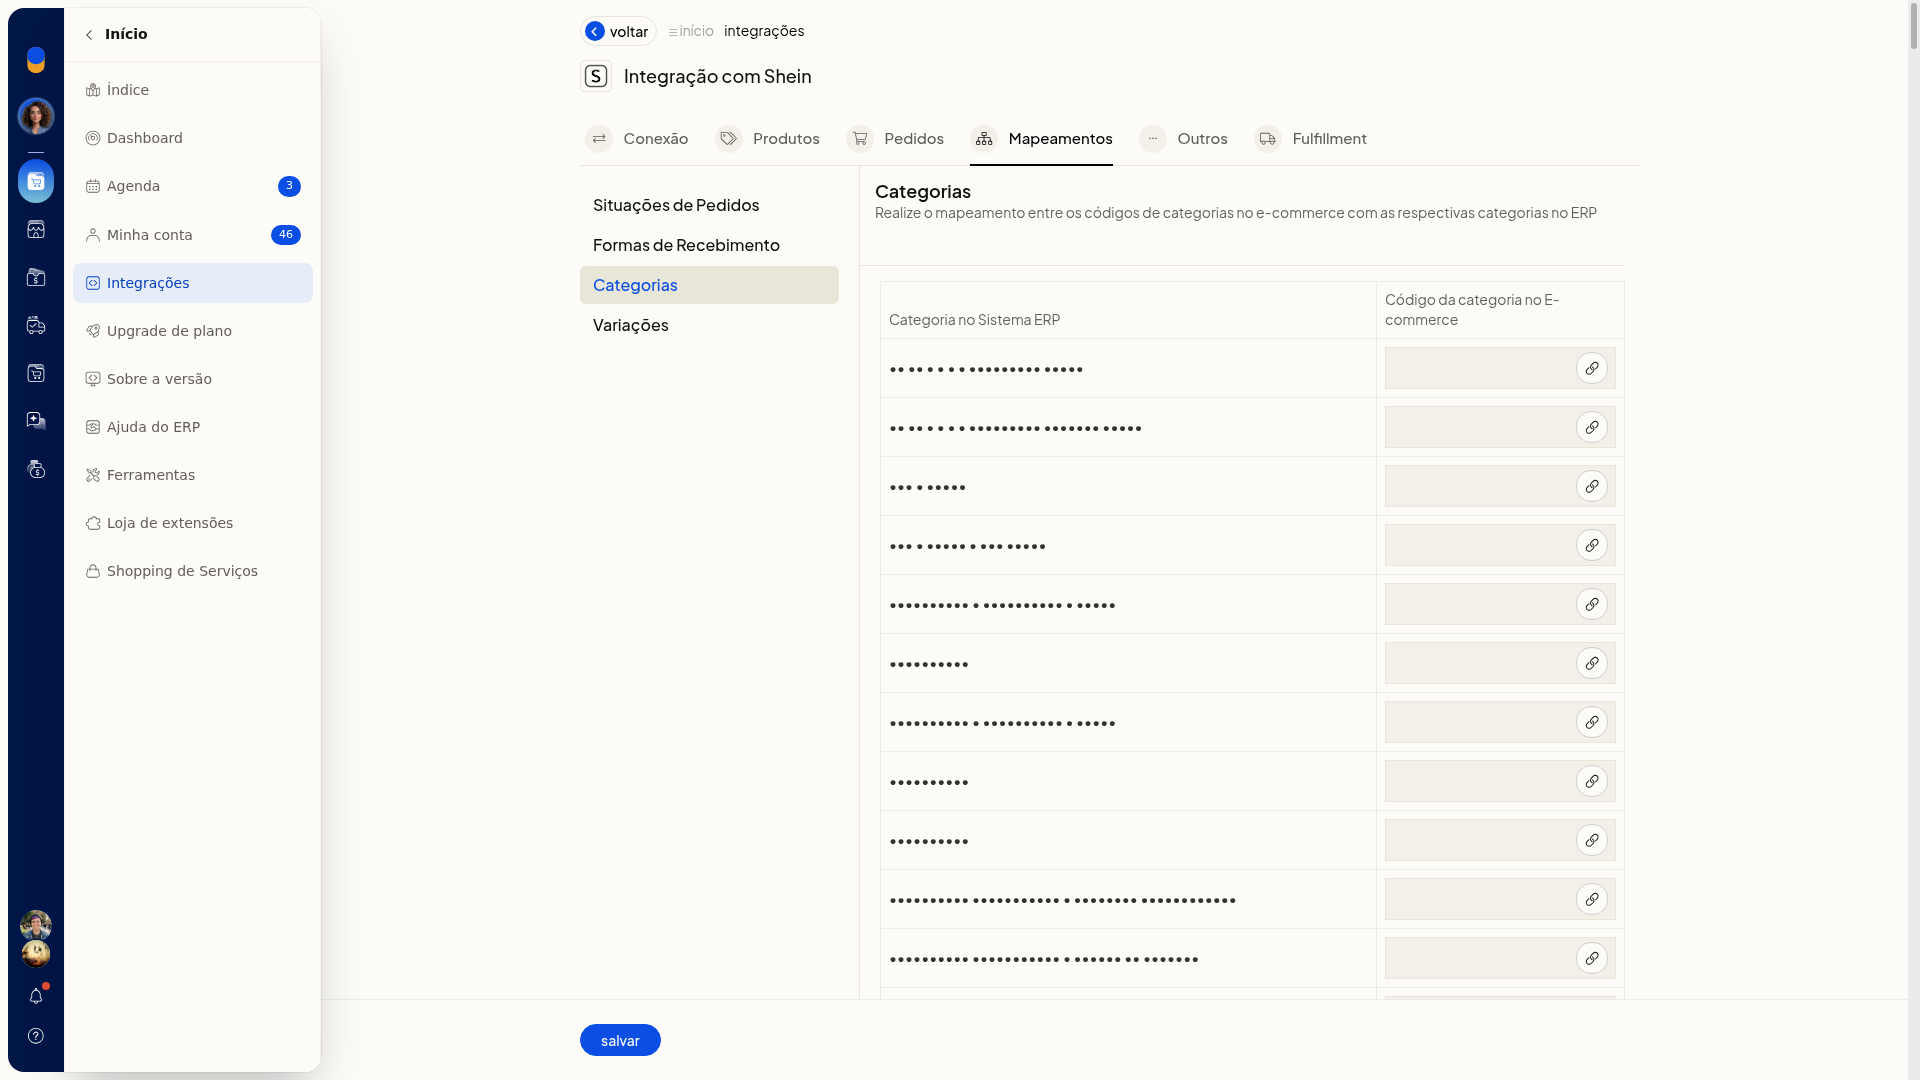 Início
Índice
Dashboard
Agenda
3
Minha conta
46
Integrações
Upgrade de plano
Sobre a versão
Ajuda do ERP
Ferramentas
Loja de extensões
Shopping de Serviços
voltar
início
integrações
S
Integração com Shein
Conexão
Produtos
Pedidos
Mapeamentos
Outros
Fulfillment
Situações de Pedidos
Formas de Recebimento
Categorias
Variações
Categorias
Realize o mapeamento entre os códigos de categorias no e-commerce com as respectivas categorias no ERP
Categoria no Sistema ERP
Código da categoria no E-
commerce
salvar